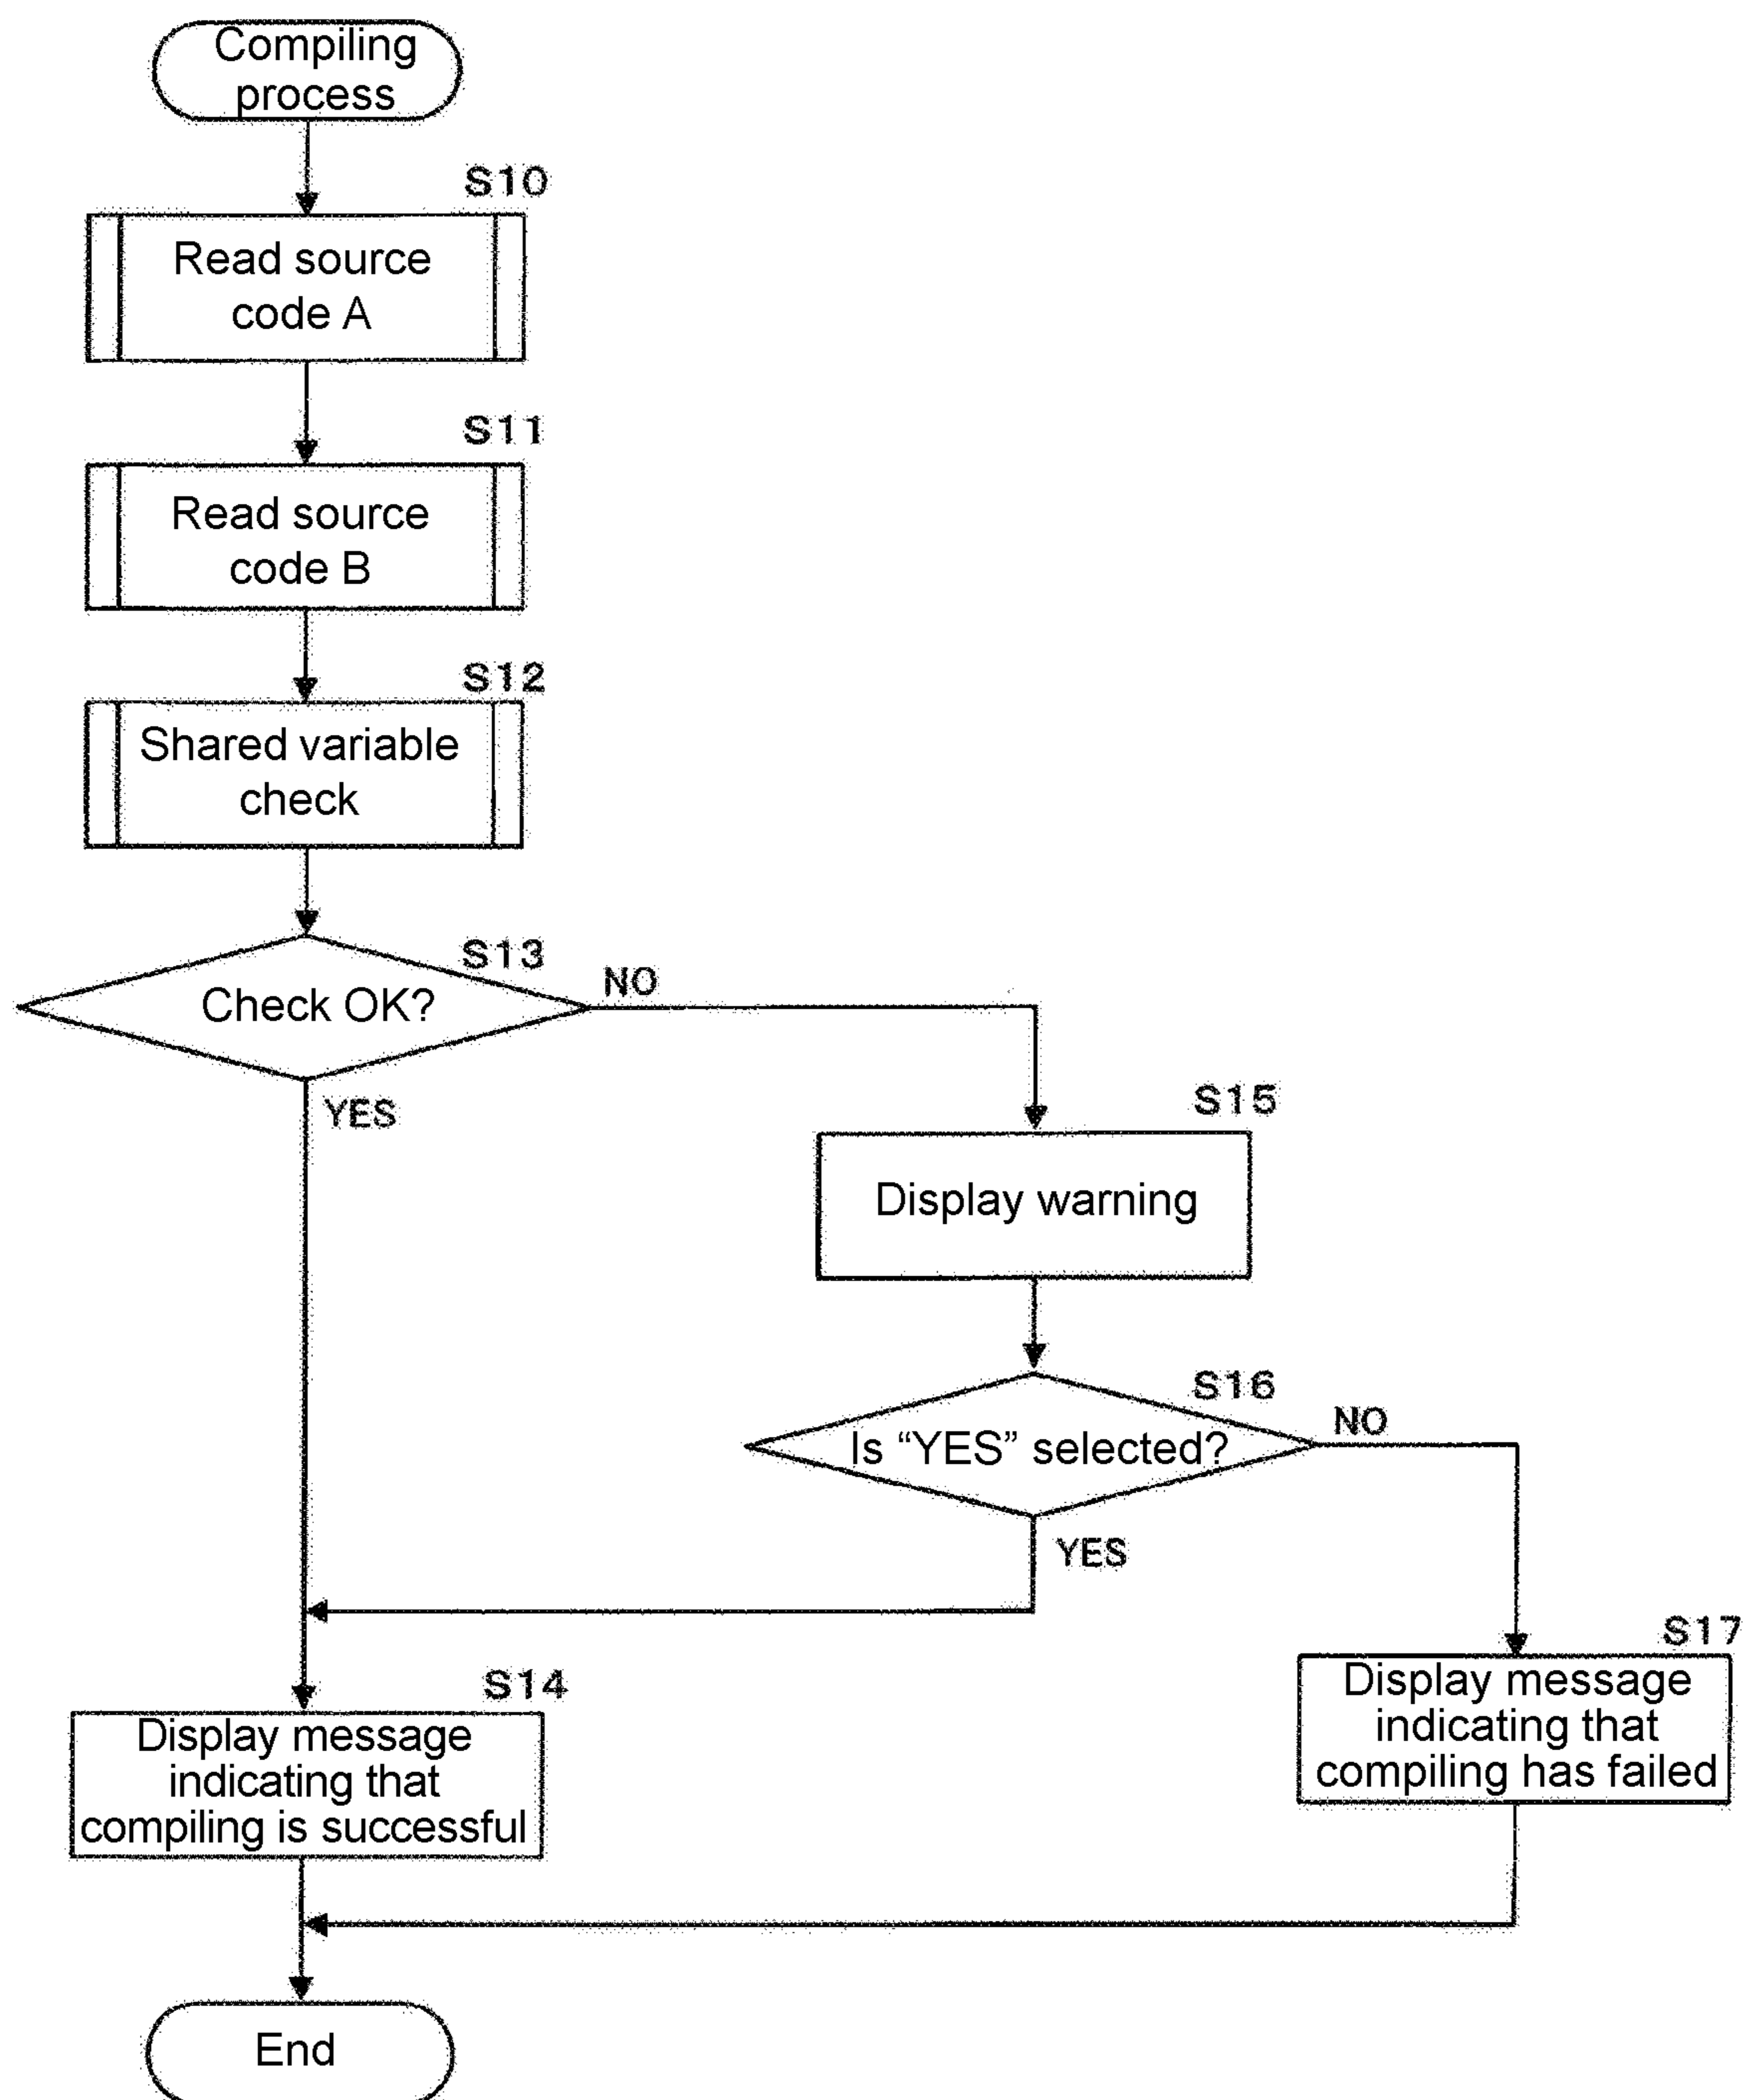 Compiling
process
S10
Read source
code A
S11
Read source
code B
S12
Shared variable
check
S13
Check OK?
NO
YES
S15
Display warning
S16
Is “YES” selected?
NO
YES
S14
Display message
indicating that
compiling is successful
S17
Display message
indicating that
compiling has failed
End